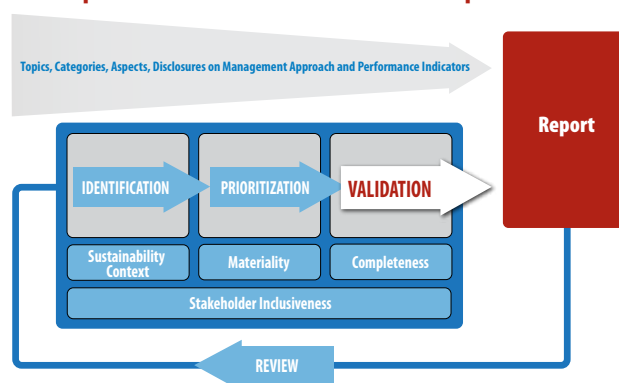 Topics, Categories, Aspects, Disclosures on Management Approach and Performance Indicators
Report
IDENTIFICATION
PRIORITIZATION
VALIDATION
Sustainability
Context
Materiality
Completeness
Stakeholder Inclusiveness
REVIEW